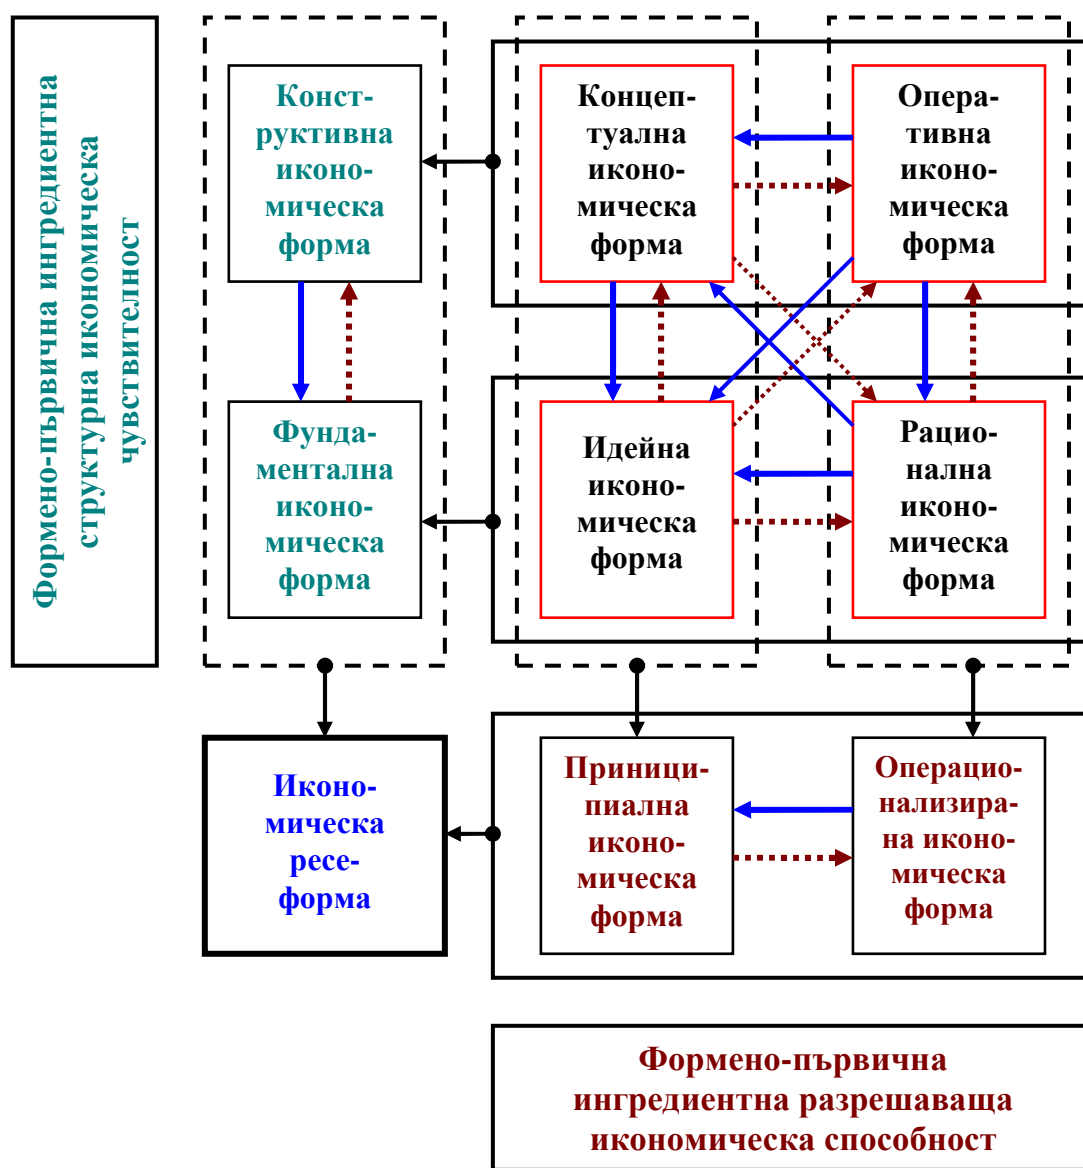 Формено-първична ингредиентна
структурна икономическа
чувствителност
Конст-
руктивна
иконо-
мическа
форма
Концеп-
туална
иконо-
мическа
форма
Опера-
тивна
иконо-
мическа
форма
Фунда-
ментална
иконо-
мическа
форма
Идейна
иконо-
мическа
форма
Рацио-
нална
иконо-
мическа
форма
Иконо-
мическа
ресе-
форма
Приници-
пиална
иконо-
мическа
форма
Операцио-
нализира-
на иконо-
мическа
форма
Формено-първична
ингредиентна разрешаваща
икономическа способност